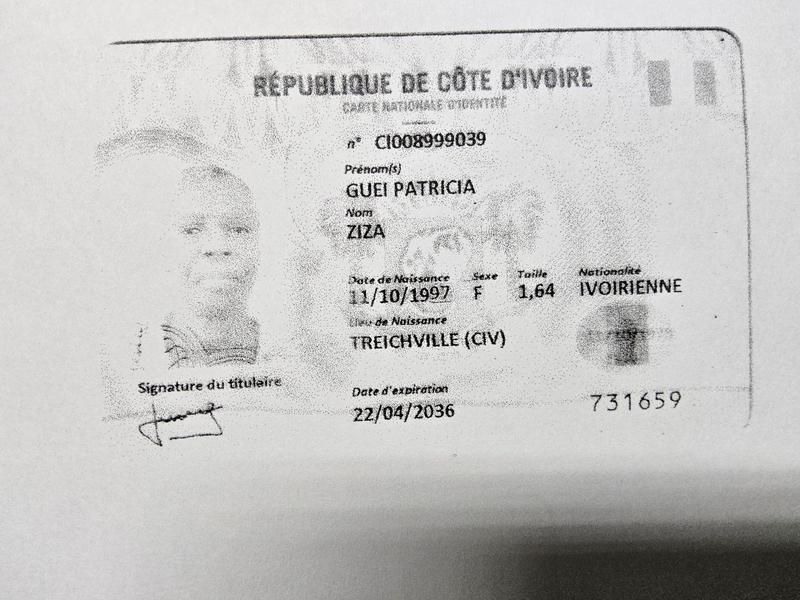 RÉPUBLIQUE DE CÔTE D'IVOIRE
CARTE NATIONALE D'IDENTITÉ
n° CI008999039
Prénom(s)
GUEI PATRICIA
Nom
ZIZA
Date de Naissance Sexe Taille Nationalité
11/10/1997 F 1,64 IVOIRIENNE
Lieu de Naissance
TREICHVILLE (CIV)
Signature du titulaire
Date d'expiration
22/04/2036
731659